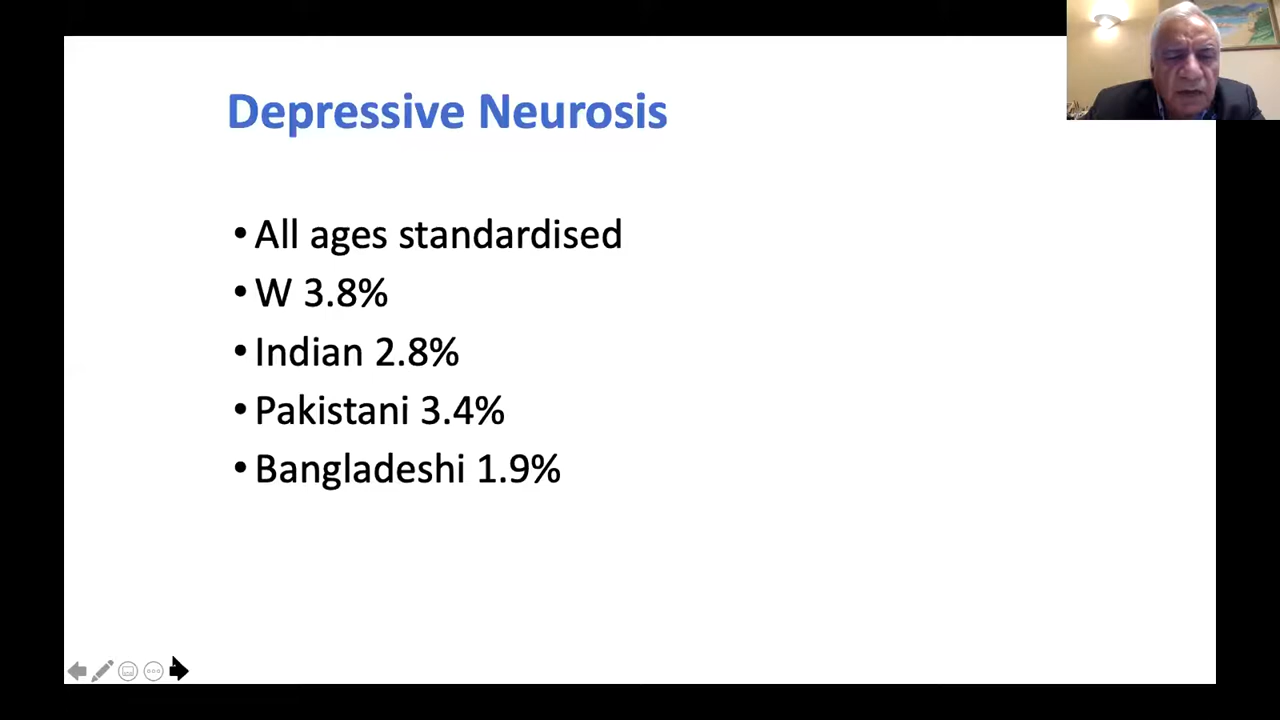 Depressive Neurosis
• All ages standardised
• W 3.8%
• Indian 2.8%
• Pakistani 3.4%
• Bangladeshi 1.9%